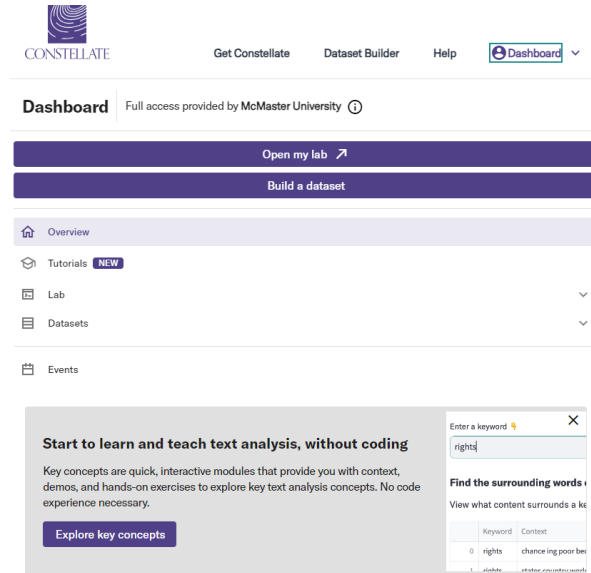 CONSTELLATE
Get Constellate Dataset Builder Help Dashboard
Dashboard Full access provided by McMaster University
Open my lab
Build a dataset
Overview
Tutorials NEW
Lab
Datasets
Events
Start to learn and teach text analysis, without coding
Key concepts are quick, interactive modules that provide you with context,
demos, and hands-on exercises to explore key text analysis concepts. No code
experience necessary.
Explore key concepts
Enter a keyword
rights
Find the surrounding words
View what content surrounds a
Keyword Context
0 rights chance ing poor
1 rights states country